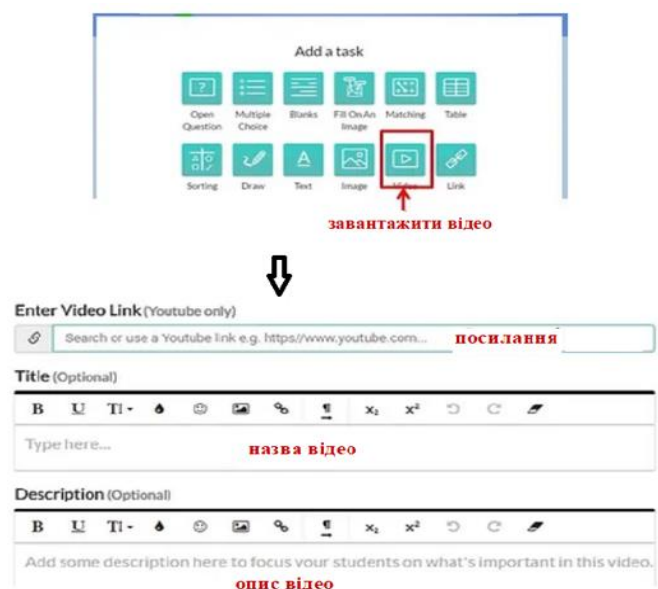 Add a task
Open Question
Multiple Choice
Blanks
Fill On An Image
Matching
Table
Sorting
Draw
Text
Image
Video
Link
завантажити відео
Enter Video Link (Youtube only)
Search or use a Youtube link e.g. https//www.youtube.com...
посилання
Title (Optional)
B U TI x₂ x²
Type here...
назва відео
Description (Optional)
B U TI x₂ x²
Add some description here to focus your students on what's important in this video.
опис відео